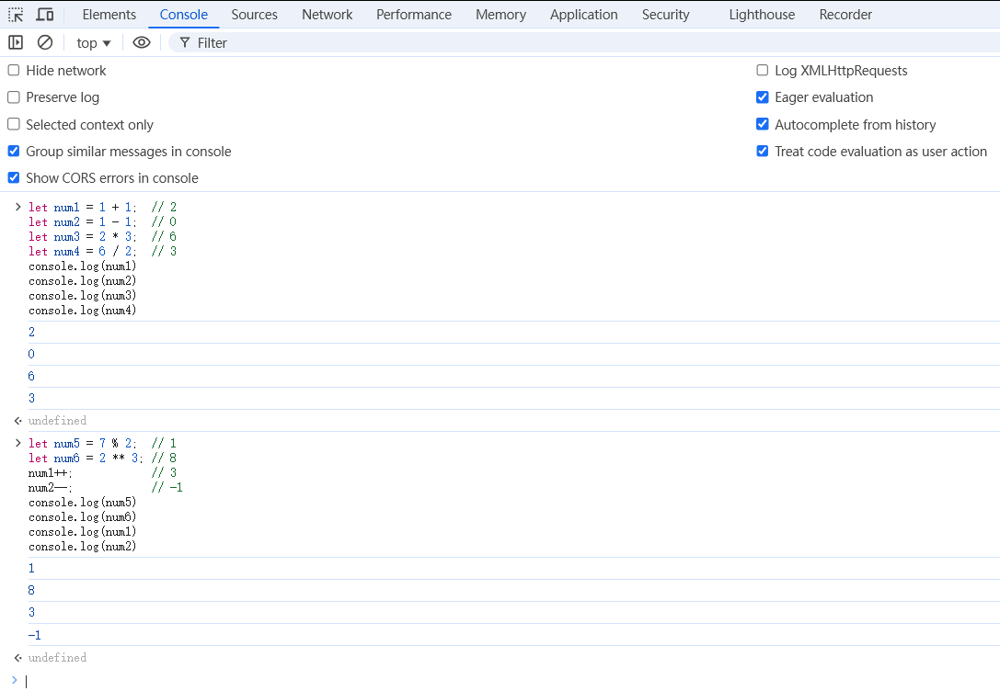 Elements Console Sources Network Performance Memory Application Security Lighthouse Recorder
top Filter
Hide network Log XMLHttpRequests
Preserve log Eager evaluation
Selected context only Autocomplete from history
Group similar messages in console Treat code evaluation as user action
Show CORS errors in console
let num1 = 1 + 1;  // 2
let num2 = 1 - 1;  // 0
let num3 = 2 * 3;  // 6
let num4 = 6 / 2;  // 3
console.log(num1)
console.log(num2)
console.log(num3)
console.log(num4)
2
0
6
3
undefined
let num5 = 7 % 2;  // 1
let num6 = 2 ** 3; // 8
num1++;            // 3
num2--;            // -1
console.log(num5)
console.log(num6)
console.log(num1)
console.log(num2)
1
8
3
-1
undefined